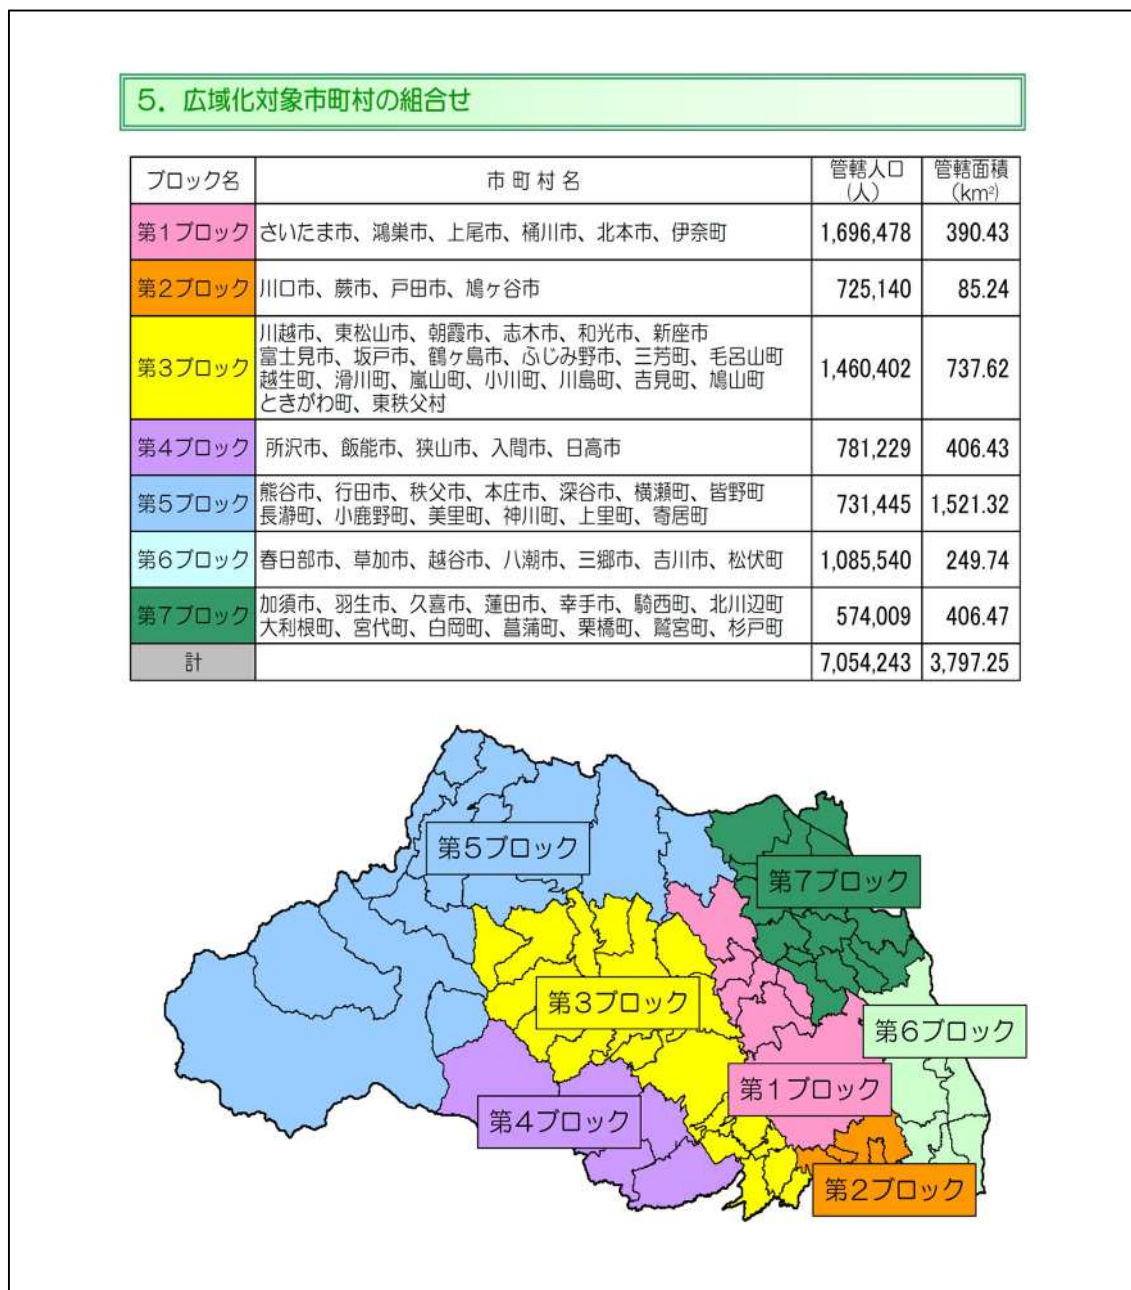 5．広域化対象市町村の組合せ
ブロック名 市町村名 管轄人口（人） 管轄面積（km²）
第1ブロック さいたま市、鴻巣市、上尾市、桶川市、北本市、伊奈町 1,696,478 390.43
第2ブロック 川口市、蕨市、戸田市、鳩ヶ谷市 725,140 85.24
第3ブロック 川越市、東松山市、朝霞市、志木市、和光市、新座市
富士見市、坂戸市、鶴ヶ島市、ふじみ野市、三芳町、毛呂山町
越生町、滑川町、嵐山町、小川町、川島町、吉見町、鳩山町
ときがわ町、東秩父村 1,460,402 737.62
第4ブロック 所沢市、飯能市、狭山市、入間市、日高市 781,229 406.43
第5ブロック 熊谷市、行田市、秩父市、本庄市、深谷市、横瀬町、皆野町
長瀞町、小鹿野町、美里町、神川町、上里町、寄居町 731,445 1,521.32
第6ブロック 春日部市、草加市、越谷市、八潮市、三郷市、吉川市、松伏町 1,085,540 249.74
第7ブロック 加須市、羽生市、久喜市、蓮田市、幸手市、騎西町、北川辺町
大利根町、宮代町、白岡町、菖蒲町、栗橋町、鷲宮町、杉戸町 574,009 406.47
計 7,054,243 3,797.25
第5ブロック
第7ブロック
第3ブロック
第6ブロック
第1ブロック
第4ブロック
第2ブロック